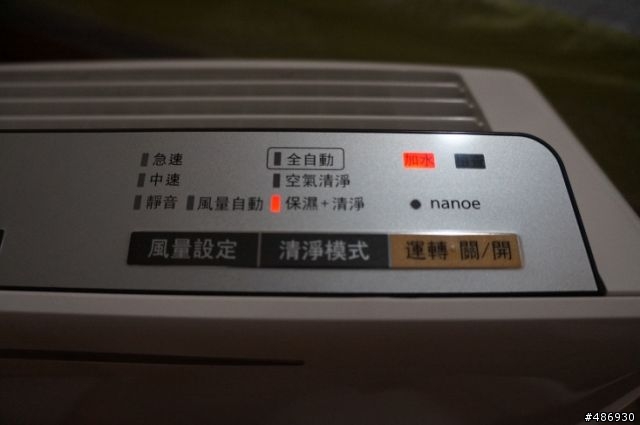 急速 全自動 加水
中速 空氣清淨
靜音 風量自動 保濕+清淨 nanoe
風量設定 清淨模式 運轉·關/開
#486930